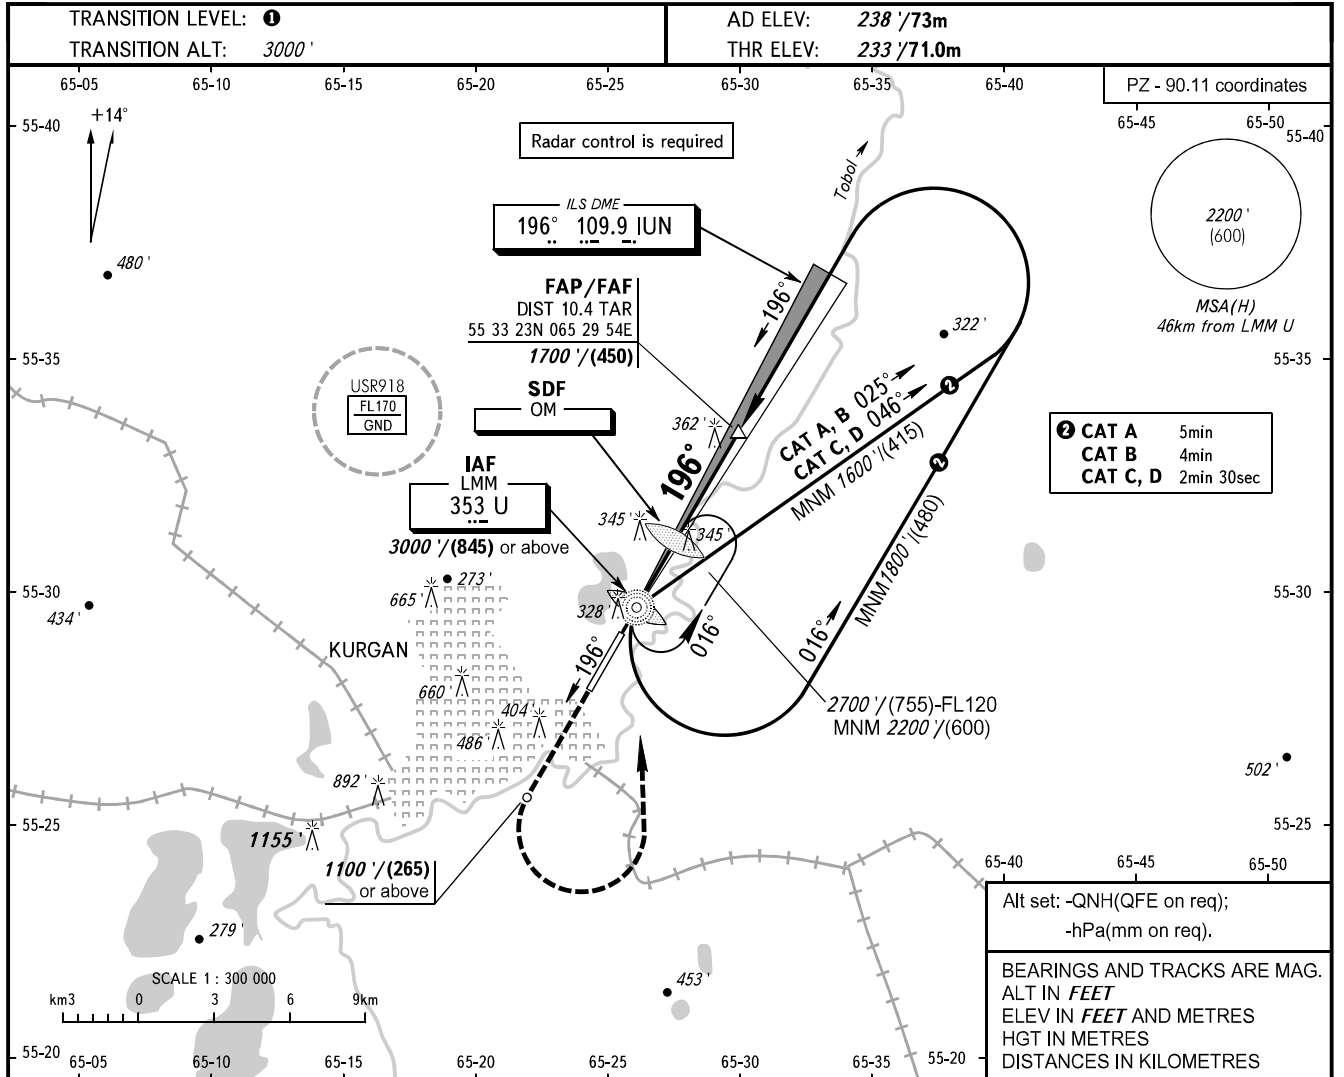 TRANSITION LEVEL: ❶
TRANSITION ALT: 3000 '
AD ELEV: 238 '/73m
THR ELEV: 233 '/71.0m
65-05 65-10 65-15 65-20 65-25 65-30 65-35 65-40
PZ - 90.11 coordinates
65-45 65-50
55-40 55-40
+14°
Radar control is required
Tobol
ILS DME
196° 109.9 IUN
2200 '
(600)
MSA(H)
46km from LMM U
480 '
FAP/FAF
DIST 10.4 TAR
55 33 23N 065 29 54E
1700 '/(450)
196°
322 '
55-35 55-35
USR918
FL170
GND
SDF
OM
362 '
CAT A, B 025°
CAT C, D 046°
MNM 1600 '/(415)
❷
❷
❷ CAT A 5min
CAT B 4min
CAT C, D 2min 30sec
196°
IAF
LMM
353 U
3000 '/(845) or above
345 '
345 '
MNM 1800 '/(480)
55-30 55-30
273 '
665 '
434 '
328 '
KURGAN
196°
016°
016°
660 '
404 '
486 '
2700 '/(755)-FL120
MNM 2200 '/(600)
892 '
502 '
55-25 55-25
1155 '
1100 '/(265)
or above
65-40 65-45 65-50
279 '
453 '
Alt set: -QNH(QFE on req);
-hPa(mm on req).
SCALE 1 : 300 000
km3 0 3 6 9km
BEARINGS AND TRACKS ARE MAG.
ALT IN FEET
ELEV IN FEET AND METRES
HGT IN METRES
DISTANCES IN KILOMETRES
55-20 55-20
65-05 65-10 65-15 65-20 65-25 65-30 65-35